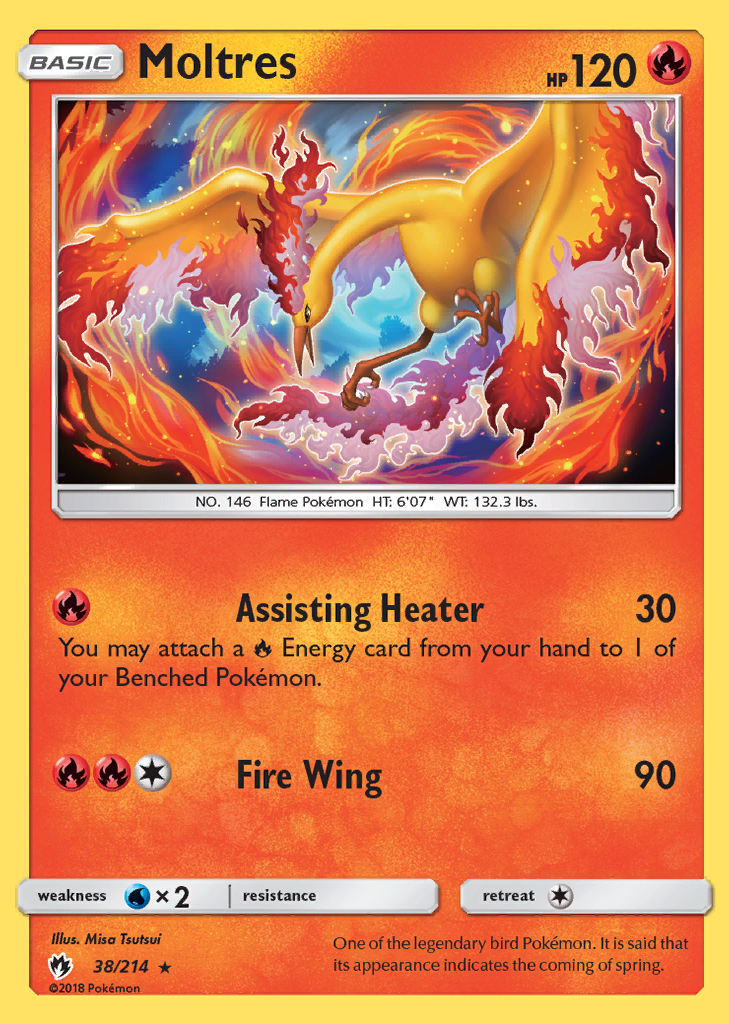 BASIC Moltres HP 120
NO. 146 Flame Pokémon HT: 6'07" WT: 132.3 lbs.
Assisting Heater 30
You may attach a Energy card from your hand to 1 of
your Benched Pokémon.
Fire Wing 90
weakness ×2 resistance retreat
Illus. Misa Tsutsui
38/214 ★
©2018 Pokémon
One of the legendary bird Pokémon. It is said that
its appearance indicates the coming of spring.